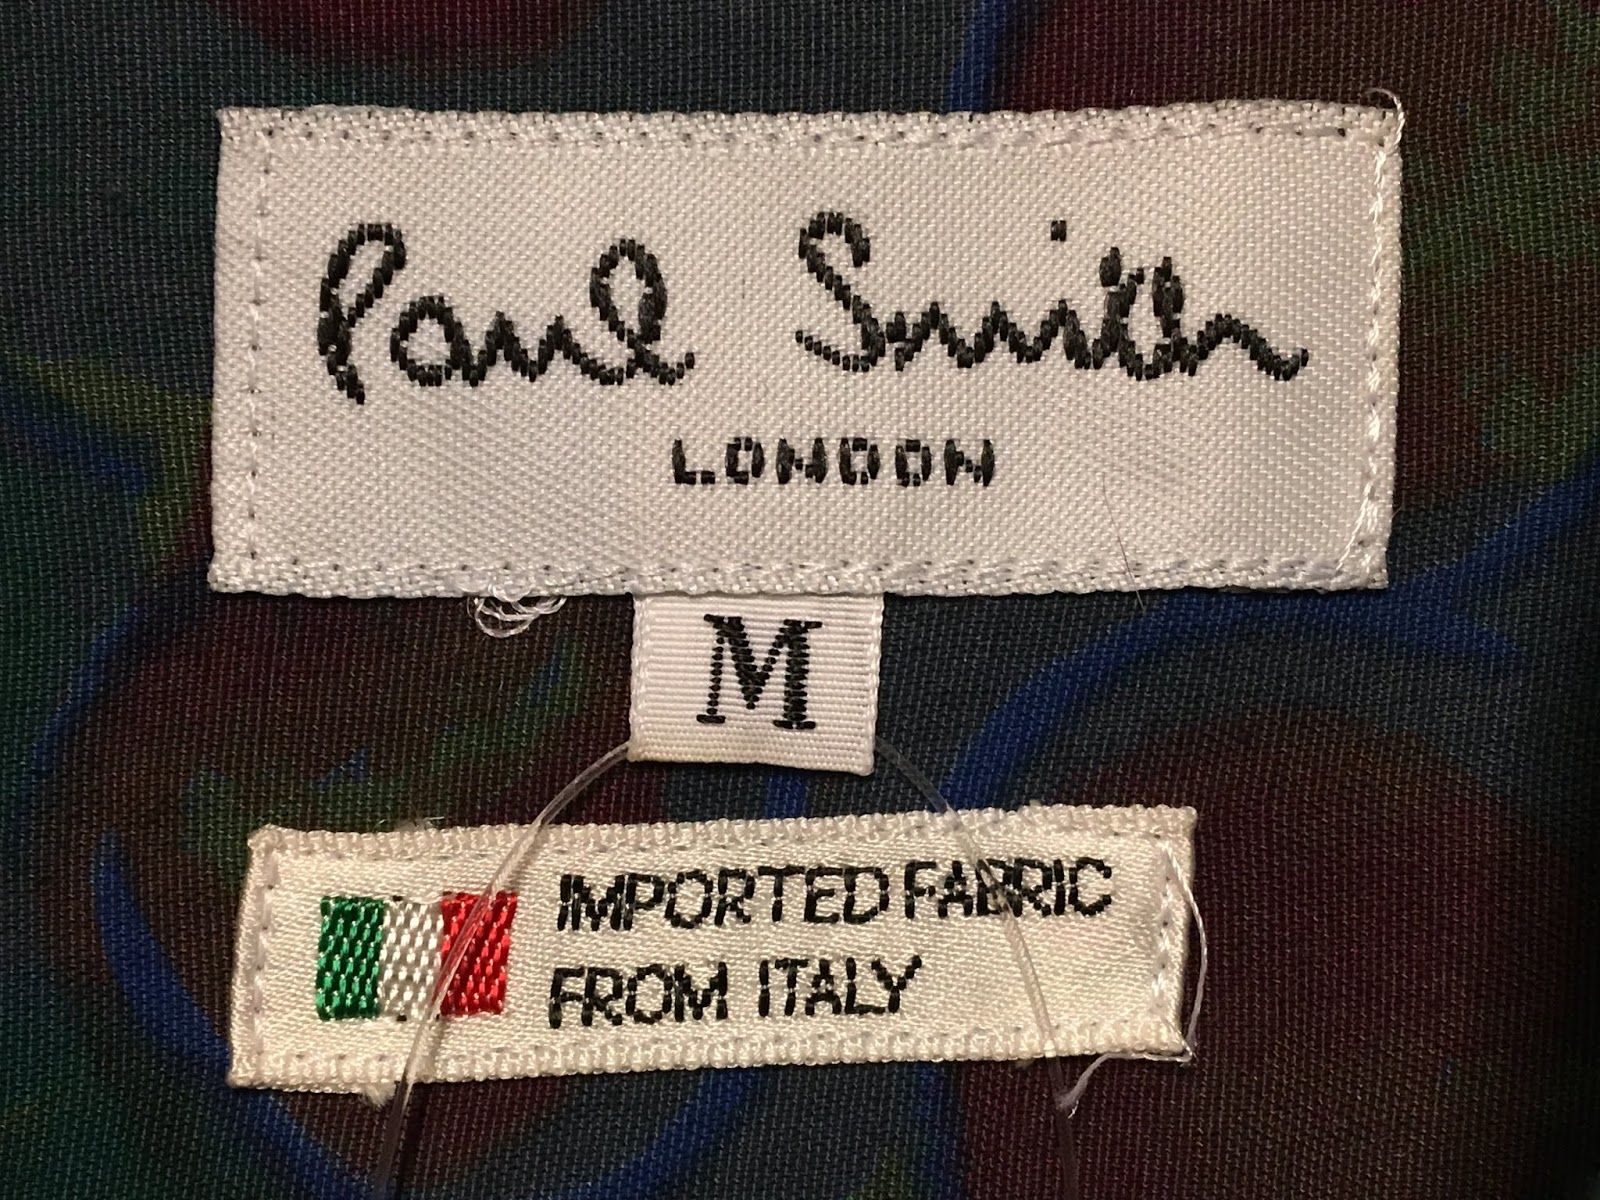 Paul Smith
LONDON
M
IMPORTED FABRIC
FROM ITALY